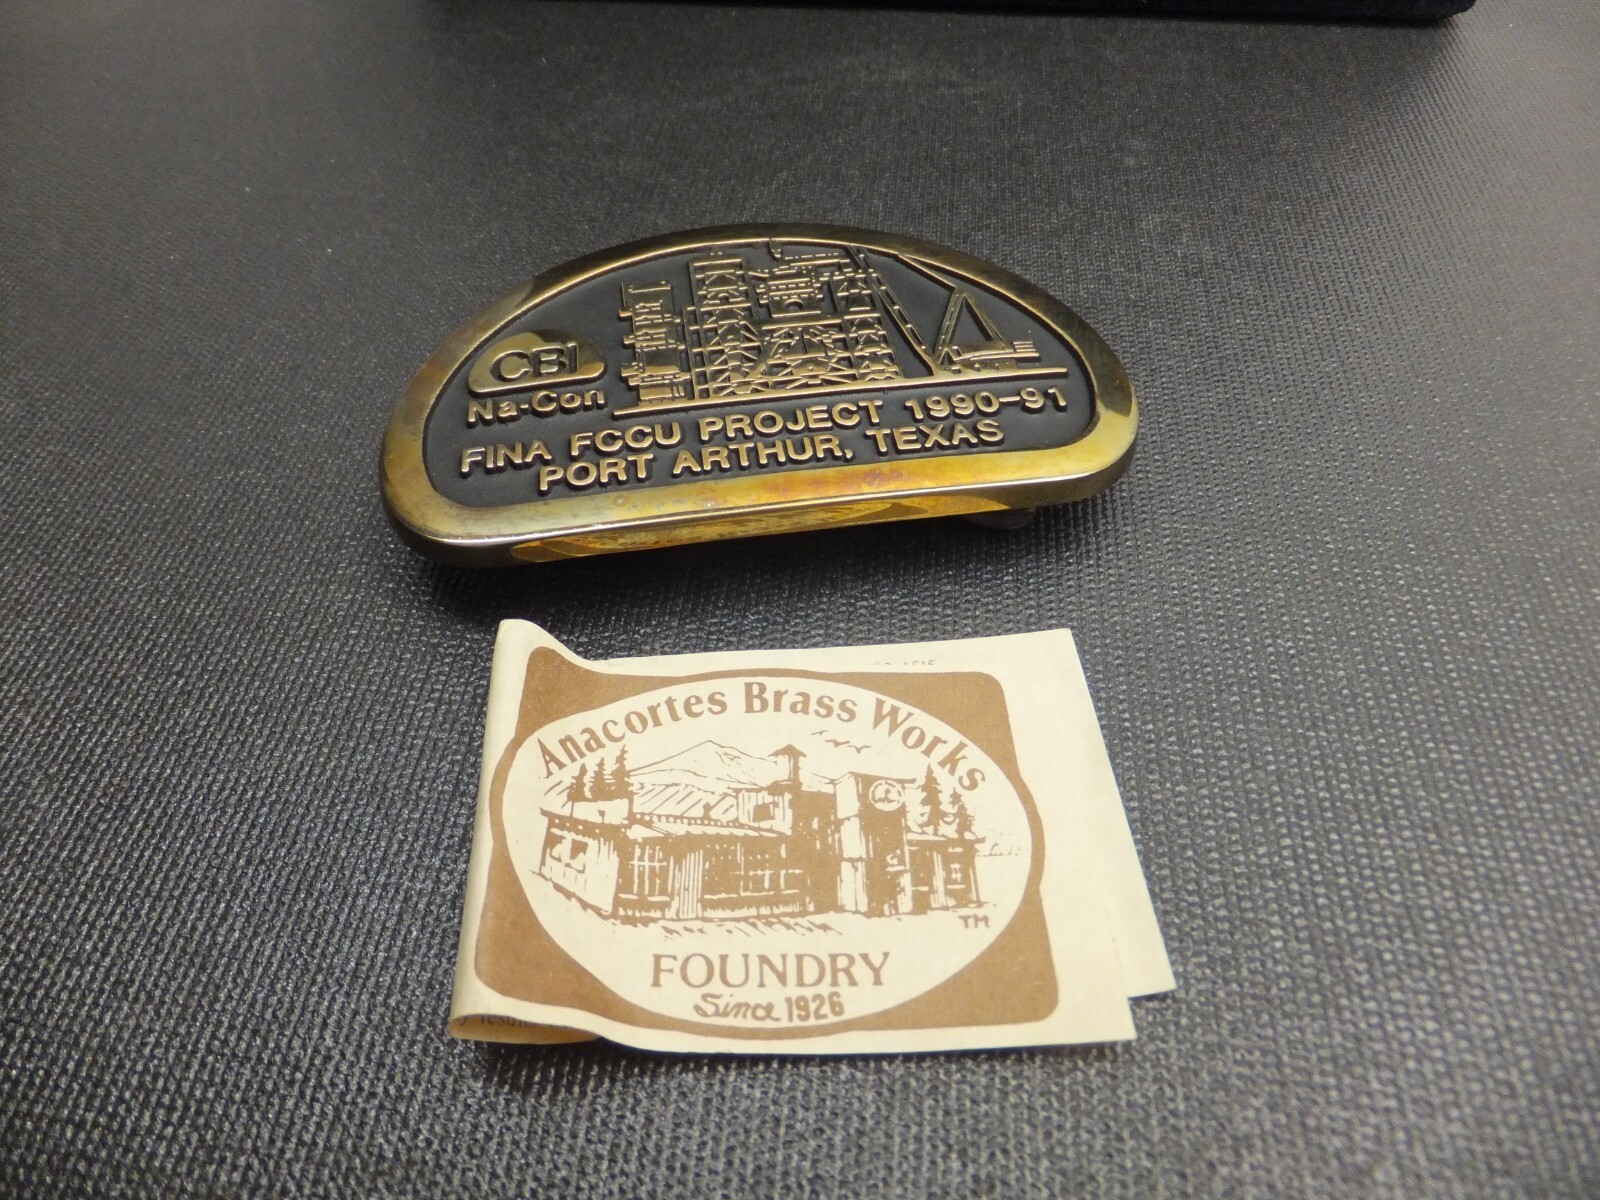 CBI
Na-Con
FINA FCCU PROJECT 1990-91
PORT ARTHUR, TEXAS
Anacortes Brass Works
TM
FOUNDRY
Since 1926